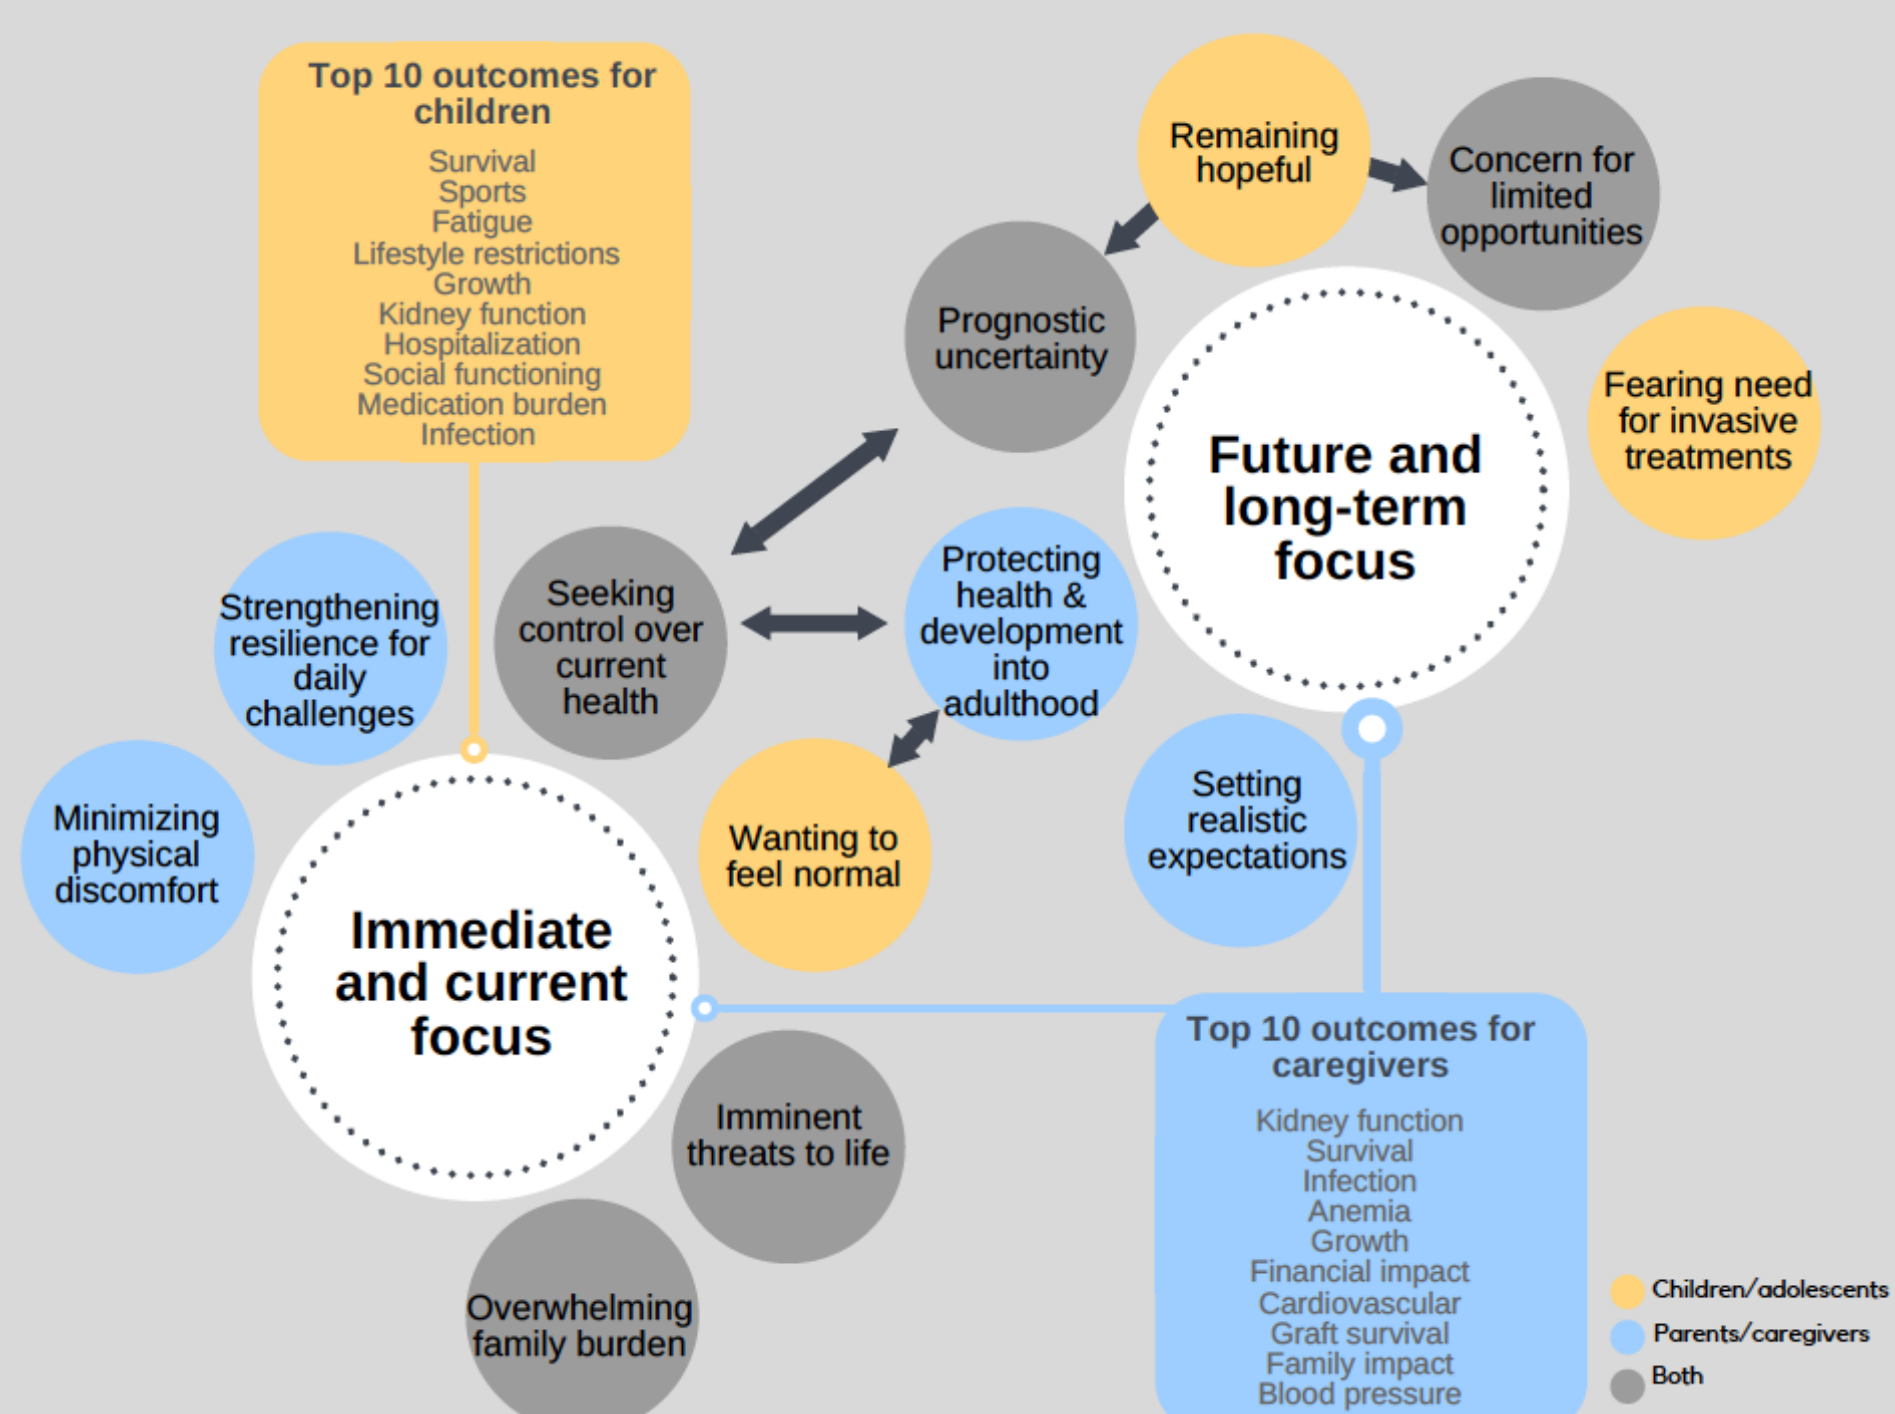 Top 10 outcomes for
children
Survival
Sports
Fatigue
Lifestyle restrictions
Growth
Kidney function
Hospitalization
Social functioning
Medication burden
Infection
Remaining
hopeful
Concern for
limited
opportunities
Prognostic
uncertainty
Fearing need
for invasive
treatments
Future and
long-term
focus
Strengthening
resilience for
daily
challenges
Seeking
control over
current
health
Protecting
health &
development
into
adulthood
Minimizing
physical
discomfort
Wanting to
feel normal
Setting
realistic
expectations
Immediate
and current
focus
Imminent
threats to life
Overwhelming
family burden
Top 10 outcomes for
caregivers
Kidney function
Survival
Infection
Anemia
Growth
Financial impact
Cardiovascular
Graft survival
Family impact
Blood pressure
Children/adolescents
Parents/caregivers
Both